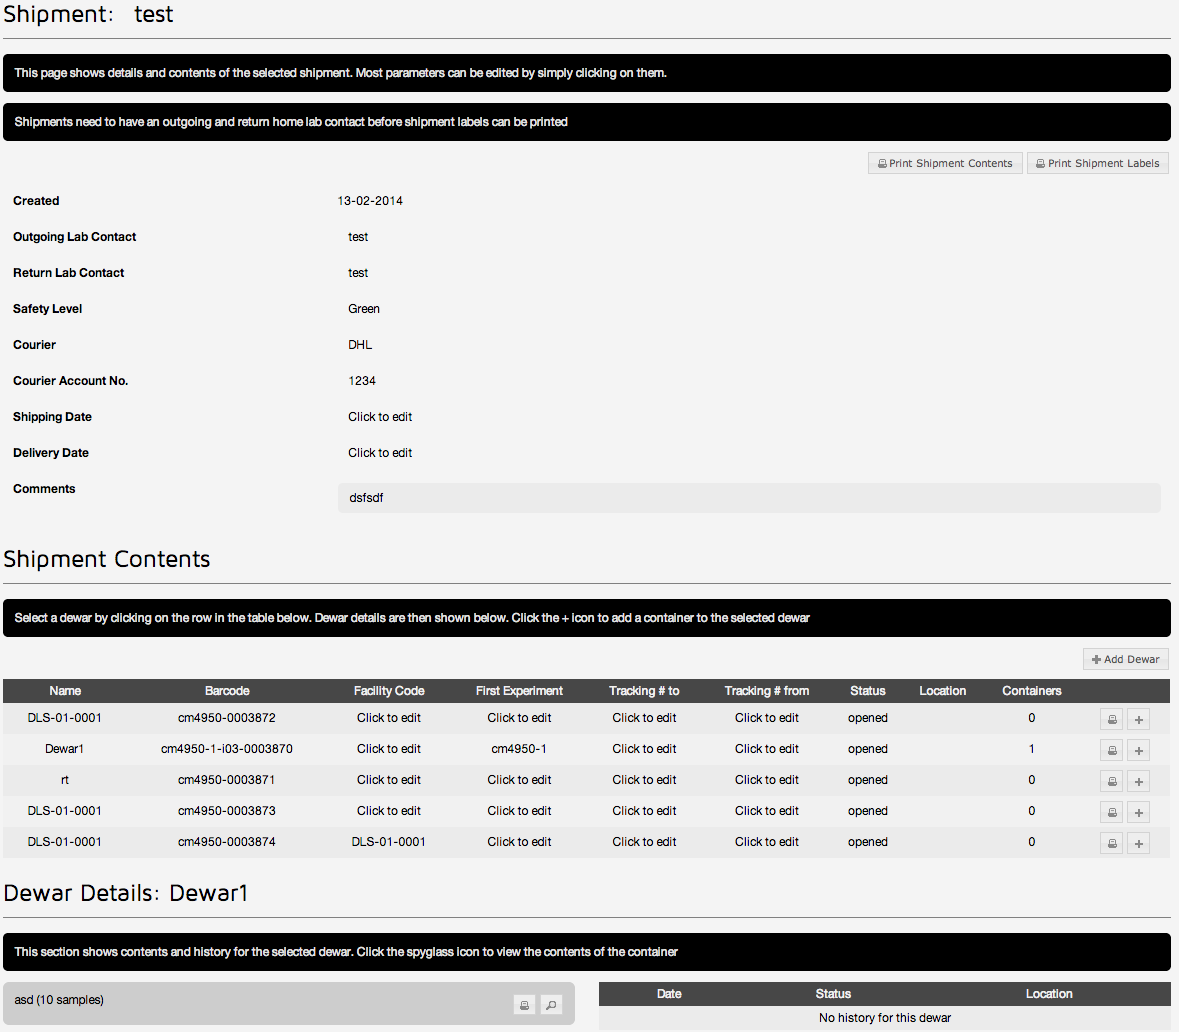 Shipment: test
This page shows details and contents of the selected shipment. Most parameters can be edited by simply clicking on them.
Shipments need to have an outgoing and return home lab contact before shipment labels can be printed
Print Shipment Contents Print Shipment Labels
Created 13-02-2014
Outgoing Lab Contact test
Return Lab Contact test
Safety Level Green
Courier DHL
Courier Account No. 1234
Shipping Date Click to edit
Delivery Date Click to edit
Comments dsfsdf
Shipment Contents
Select a dewar by clicking on the row in the table below. Dewar details are then shown below. Click the + icon to add a container to the selected dewar
+ Add Dewar
Name Barcode Facility Code First Experiment Tracking # to Tracking # from Status Location Containers
DLS-01-0001 cm4950-0003872 Click to edit Click to edit Click to edit Click to edit opened 0 +
Dewar1 cm4950-1-i03-0003870 Click to edit cm4950-1 Click to edit Click to edit opened 1 +
rt cm4950-0003871 Click to edit Click to edit Click to edit Click to edit opened 0 +
DLS-01-0001 cm4950-0003873 Click to edit Click to edit Click to edit Click to edit opened 0 +
DLS-01-0001 cm4950-0003874 DLS-01-0001 Click to edit Click to edit Click to edit opened 0 +
Dewar Details: Dewar1
This section shows contents and history for the selected dewar. Click the spyglass icon to view the contents of the container
asd (10 samples)
Date Status Location
No history for this dewar